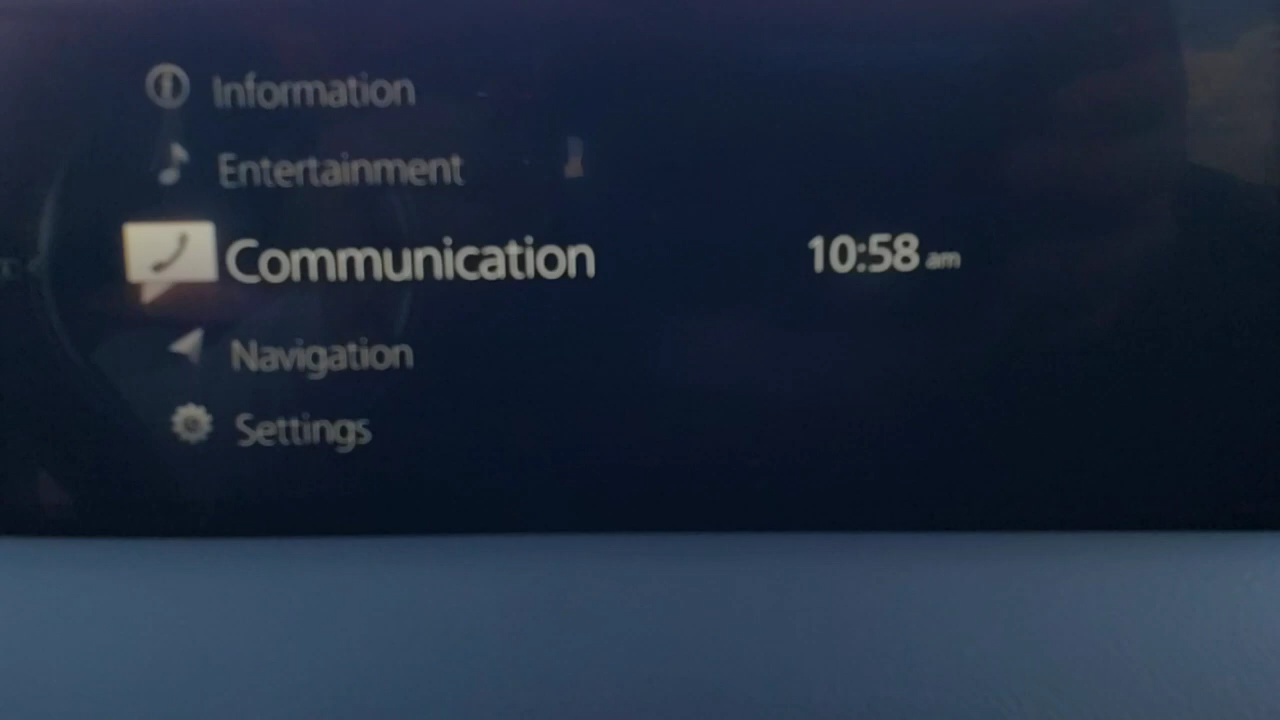 Information
Entertainment
Communication
10:58 am
Navigation
Settings